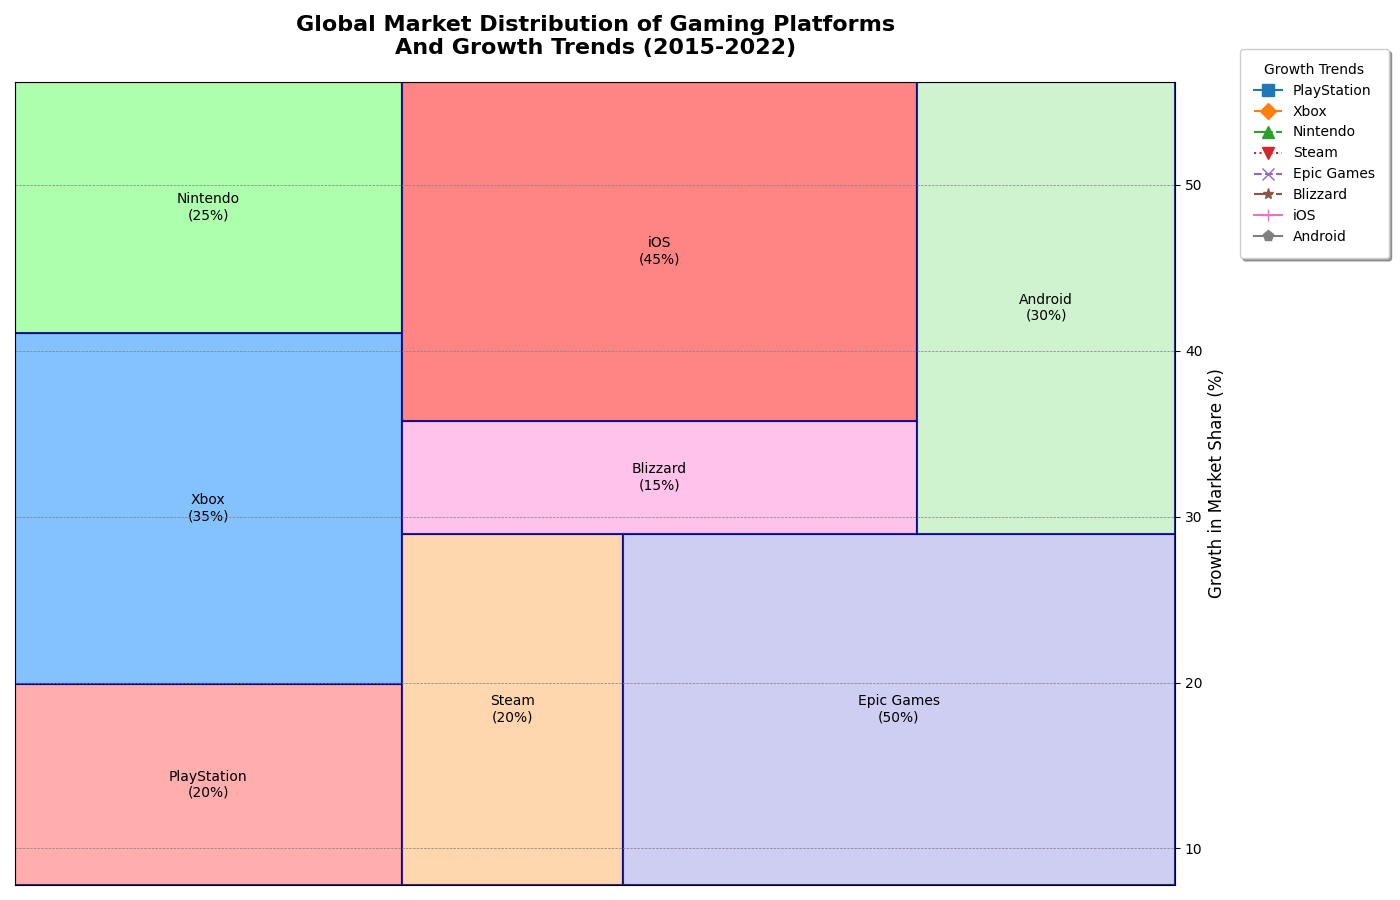 Global Market Distribution of Gaming Platforms
And Growth Trends (2015-2022)
Growth Trends
PlayStation
Xbox
Nintendo
Steam
Epic Games
Blizzard
iOS
Android
Nintendo
(25%)
iOS
(45%)
Android
(30%)
Xbox
(35%)
Blizzard
(15%)
PlayStation
(20%)
Steam
(20%)
Epic Games
(50%)
50
40
30
20
10
Growth in Market Share (%)